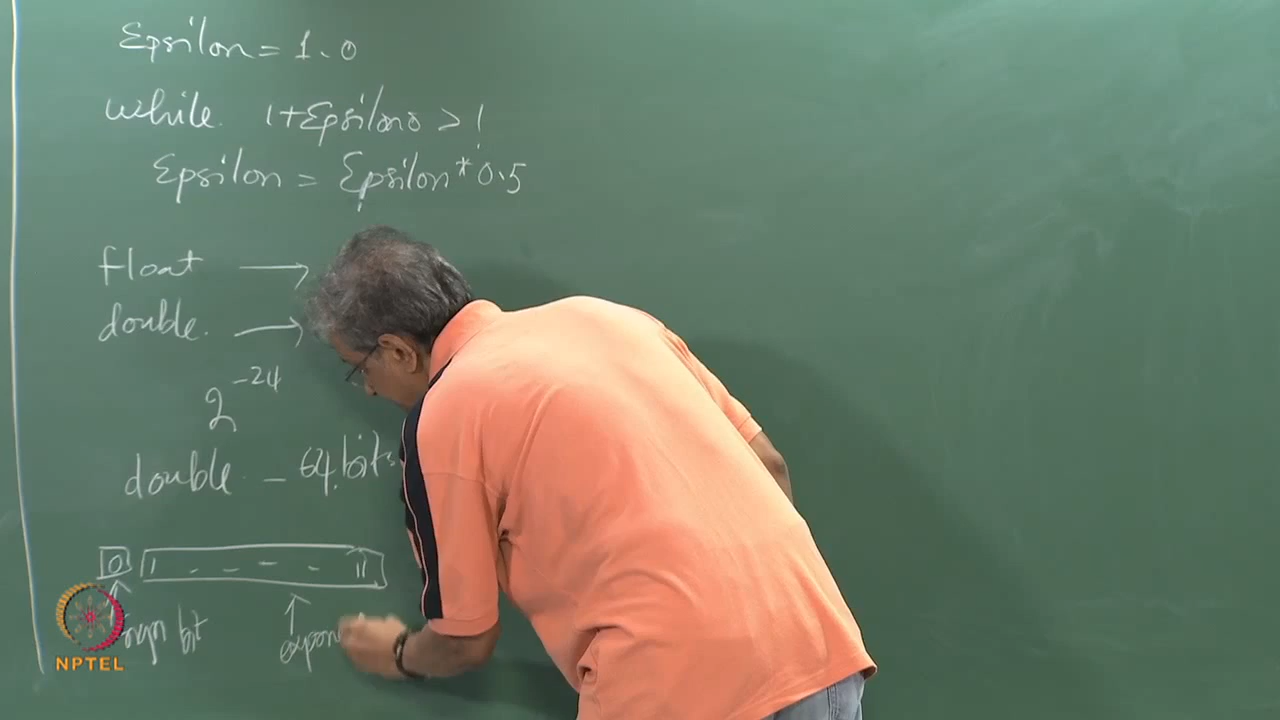 Epsilon = 1.0
while 1+Epsilon > 1
Epsilon = Epsilon * 0.5
float →
double →
2^-24
double - 64 bits
0 1 - - - - 11
sign bit
expon
NPTEL